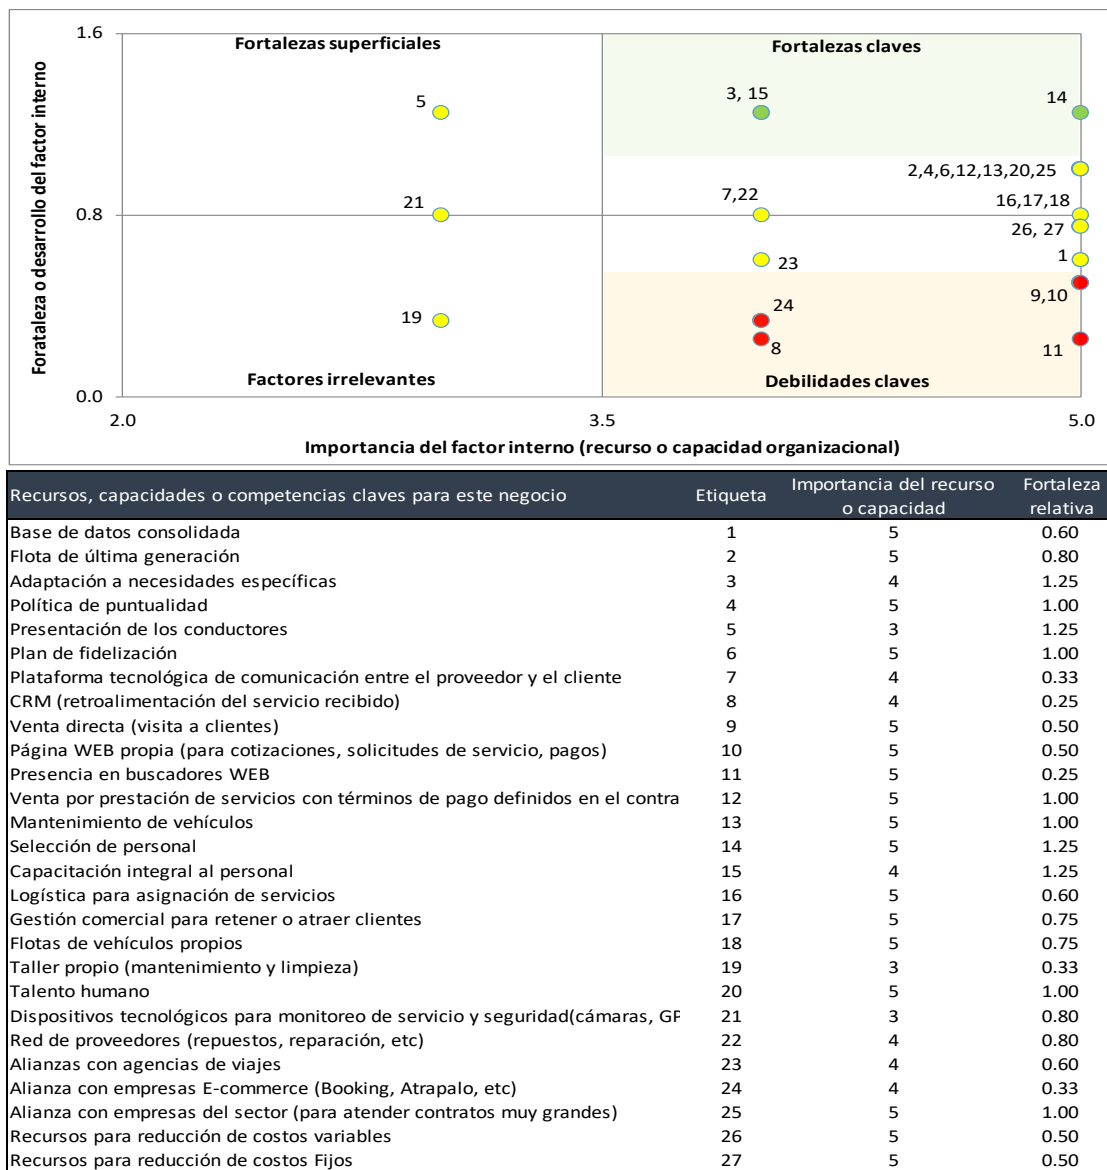 1.6
Fortalezas superficiales
Fortalezas claves
5
3, 15
14
2,4,6,12,13,20,25
21
7,22
16,17,18
0.8
26, 27
23
1
19
24
9,10
8
11
Factores irrelevantes
Debilidades claves
0.0
2.0
3.5
5.0
Forataleza o desarrollo del factor interno
Importancia del factor interno (recurso o capacidad organizacional)
Recursos, capacidades o competencias claves para este negocio Etiqueta Importancia del recurso o capacidad Fortaleza relativa
Base de datos consolidada 1 5 0.60
Flota de última generación 2 5 0.80
Adaptación a necesidades específicas 3 4 1.25
Política de puntualidad 4 5 1.00
Presentación de los conductores 5 3 1.25
Plan de fidelización 6 5 1.00
Plataforma tecnológica de comunicación entre el proveedor y el cliente 7 4 0.33
CRM (retroalimentación del servicio recibido) 8 4 0.25
Venta directa (visita a clientes) 9 5 0.50
Página WEB propia (para cotizaciones, solicitudes de servicio, pagos) 10 5 0.50
Presencia en buscadores WEB 11 5 0.25
Venta por prestación de servicios con términos de pago definidos en el contra 12 5 1.00
Mantenimiento de vehículos 13 5 1.00
Selección de personal 14 5 1.25
Capacitación integral al personal 15 4 1.25
Logística para asignación de servicios 16 5 0.60
Gestión comercial para retener o atraer clientes 17 5 0.75
Flotas de vehículos propios 18 5 0.75
Taller propio (mantenimiento y limpieza) 19 3 0.33
Talento humano 20 5 1.00
Dispositivos tecnológicos para monitoreo de servicio y seguridad(cámaras, GP 21 3 0.80
Red de proveedores (repuestos, reparación, etc) 22 4 0.80
Alianzas con agencias de viajes 23 4 0.60
Alianza con empresas E-commerce (Booking, Atrapalo, etc) 24 4 0.33
Alianza con empresas del sector (para atender contratos muy grandes) 25 5 1.00
Recursos para reducción de costos variables 26 5 0.50
Recursos para reducción de costos Fijos 27 5 0.50